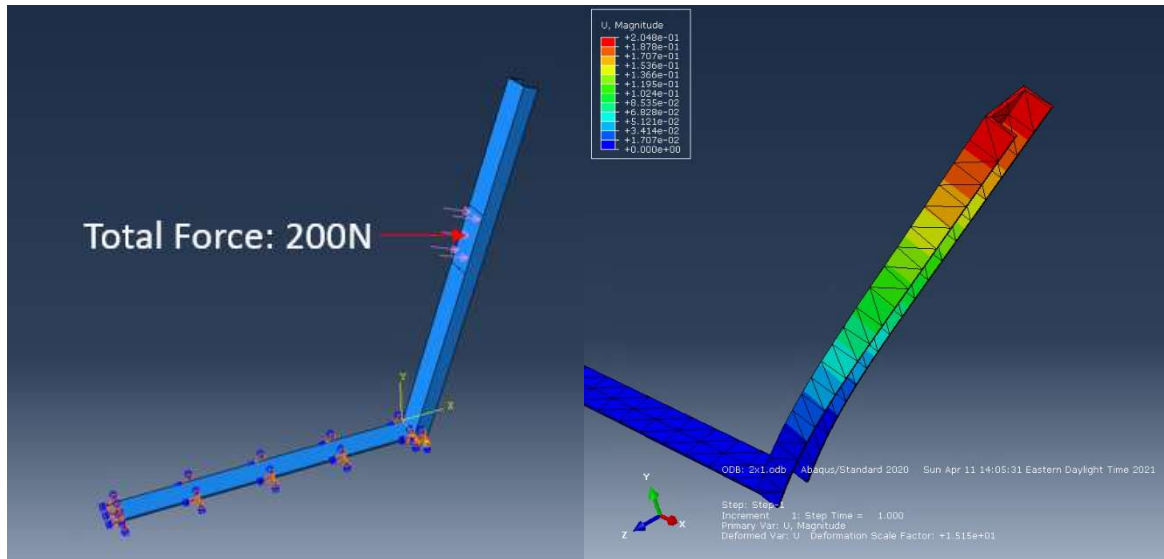 Total Force: 200N
Y
X
U, Magnitude
+2.048e-01
+1.878e-01
+1.707e-01
+1.536e-01
+1.366e-01
+1.195e-01
+1.024e-01
+8.535e-02
+6.828e-02
+5.121e-02
+3.414e-02
+1.707e-02
+0.000e+00
ODB: 2x1.odb Abaqus/Standard 2020 Sun Apr 11 14:05:31 Eastern Daylight Time 2021
Y
Z
X
Step: Step-1
Increment 1: Step Time = 1.000
Primary Var: U, Magnitude
Deformed Var: U Deformation Scale Factor: +1.515e+01